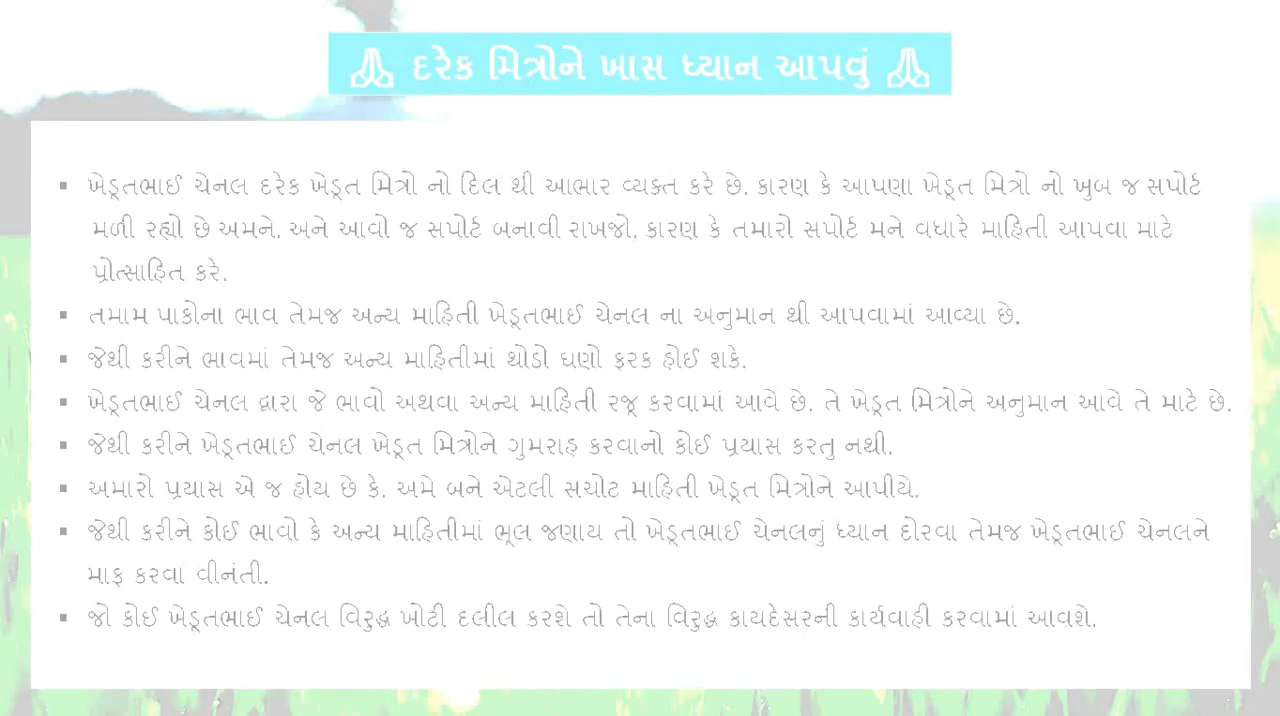 🙏 દરેક મિત્રોને ખાસ ધ્યાન આપવું 🙏
▪ ખેડૂતભાઈ ચેનલ દરેક ખેડૂત મિત્રો નો દિલ થી આભાર વ્યક્ત કરે છે. કારણ કે આપણા ખેડૂત મિત્રો નો ખુબ જ સપોર્ટ
મળી રહ્યો છે અમને. અને આવો જ સપોર્ટ બનાવી રાખજો. કારણ કે તમારો સપોર્ટ મને વધારે માહિતી આપવા માટે
પ્રોત્સાહિત કરે.
▪ તમામ પાકોના ભાવ તેમજ અન્ય માહિતી ખેડૂતભાઈ ચેનલ ના અનુમાન થી આપવામાં આવ્યા છે.
▪ જેથી કરીને ભાવમાં તેમજ અન્ય માહિતીમાં થોડો ઘણો ફરક હોઈ શકે.
▪ ખેડૂતભાઈ ચેનલ દ્વારા જે ભાવો અથવા અન્ય માહિતી રજૂ કરવામાં આવે છે. તે ખેડૂત મિત્રોને અનુમાન આવે તે માટે છે.
▪ જેથી કરીને ખેડૂતભાઈ ચેનલ ખેડૂત મિત્રોને ગુમરાહ કરવાનો કોઈ પ્રયાસ કરતુ નથી.
▪ અમારો પ્રયાસ એ જ હોય છે કે. અમે બને એટલી સચોટ માહિતી ખેડૂત મિત્રોને આપીયે.
▪ જેથી કરીને કોઈ ભાવો કે અન્ય માહિતીમાં ભૂલ જણાય તો ખેડૂતભાઈ ચેનલનું ધ્યાન દોરવા તેમજ ખેડૂતભાઈ ચેનલને
માફ કરવા વીનંતી.
▪ જો કોઈ ખેડૂતભાઈ ચેનલ વિરુદ્ધ ખોટી દલીલ કરશે તો તેના વિરુદ્ધ કાયદેસરની કાર્યવાહી કરવામાં આવશે.